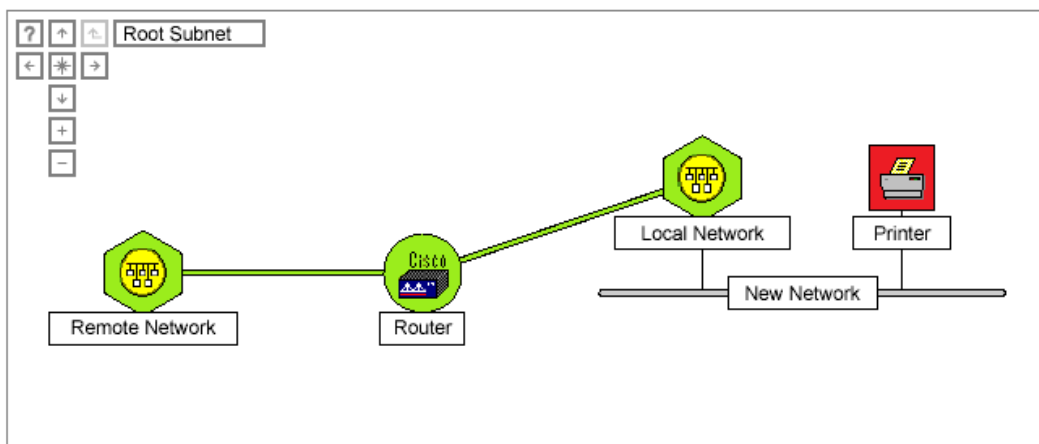 ?
Root Subnet
Local Network
Printer
Cisco
New Network
Remote Network
Router